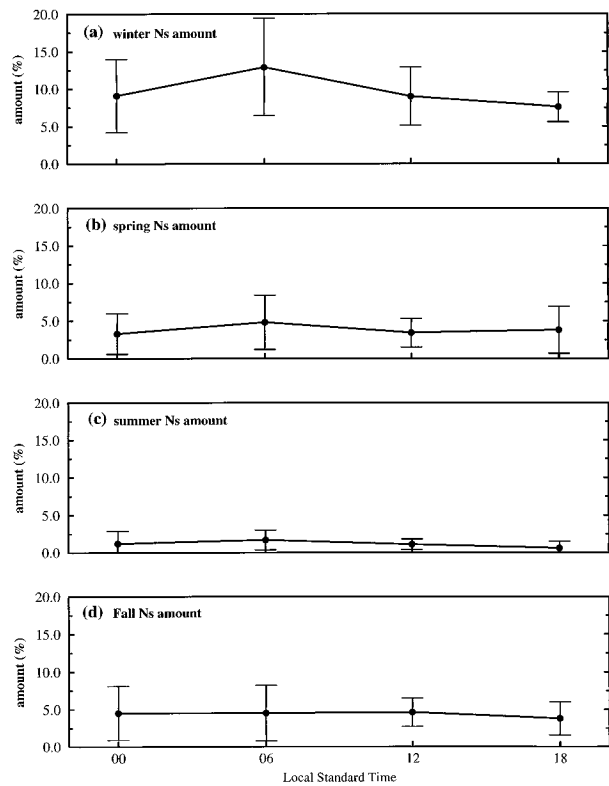 20.0
(a) winter Ns amount
15.0
10.0
5.0
0.0
amount (%)
20.0
(b) spring Ns amount
15.0
10.0
5.0
0.0
amount (%)
20.0
(c) summer Ns amount
15.0
10.0
5.0
0.0
amount (%)
20.0
(d) Fall Ns amount
15.0
10.0
5.0
0.0
amount (%)
00 06 12 18
Local Standard Time